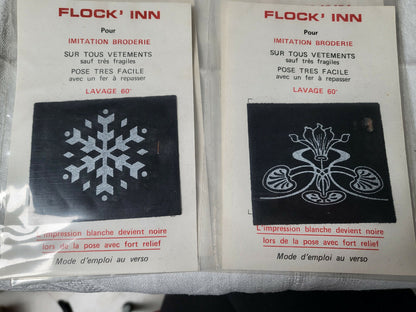 FLOCK' INN
Pour
IMITATION BRODERIE
SUR TOUS VETEMENTS
sauf très fragiles
POSE TRES FACILE
avec un fer à repasser
LAVAGE 60°
L'impression blanche devient noire
lors de la pose avec fort relief
Mode d'emploi au verso
FLOCK' INN
Pour
IMITATION BRODERIE
SUR TOUS VETEMENTS
sauf très fragiles
POSE TRES FACILE
avec un fer à repasser
LAVAGE 60°
L'impression blanche devient noire
lors de la pose avec fort relief
Mode d'emploi au verso